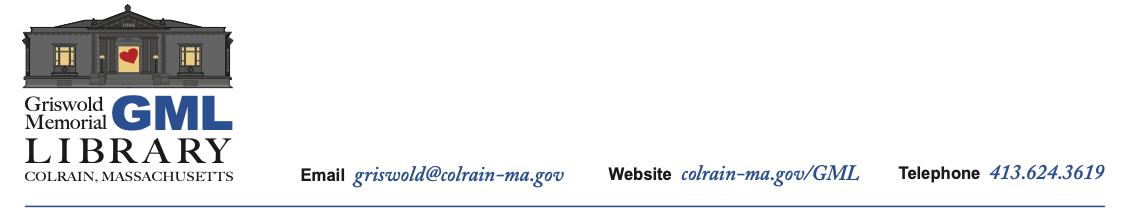 1908
Griswold
Memorial
GML
LIBRARY
COLRAIN, MASSACHUSETTS
Email griswold@colrain-ma.gov Website colrain-ma.gov/GML Telephone 413.624.3619